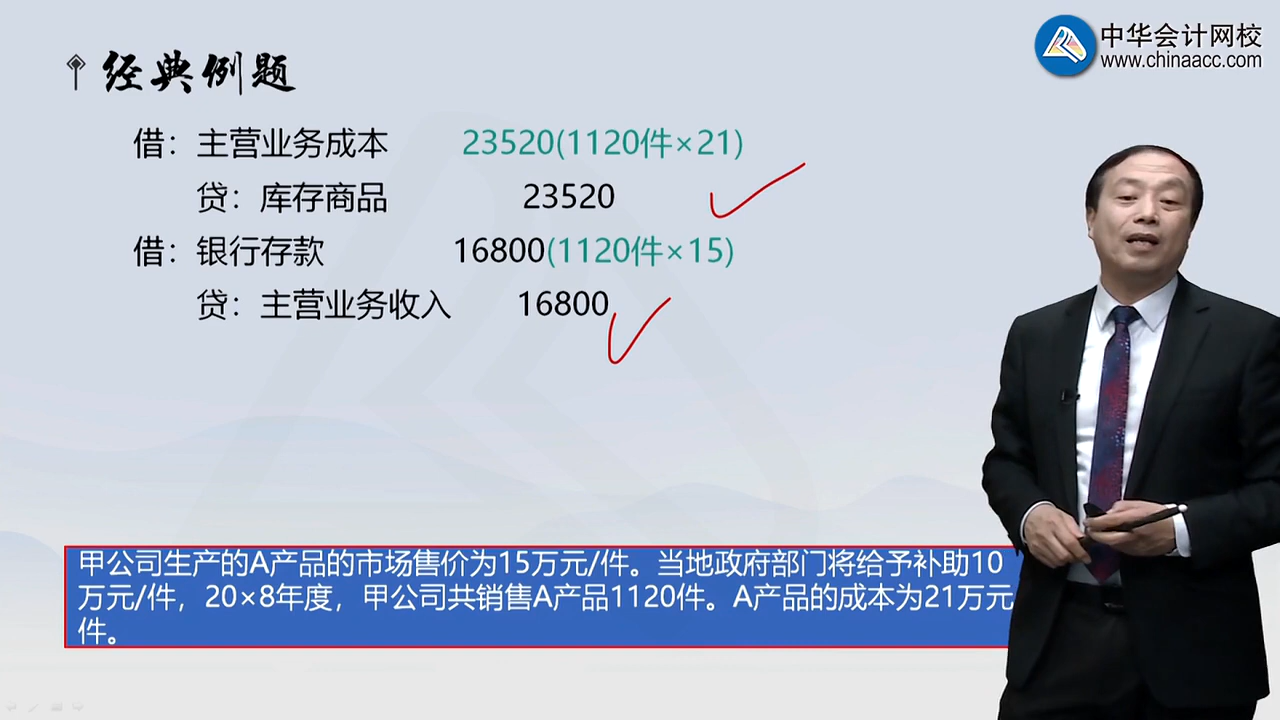 中华会计网校
www.chinaacc.com
经典例题
借：主营业务成本 23520(1120件×21)
贷：库存商品 23520
借：银行存款 16800(1120件×15)
贷：主营业务收入 16800
甲公司生产的A产品的市场售价为15万元/件。当地政府部门将给予补助10
万元/件，20×8年度，甲公司共销售A产品1120件。A产品的成本为21万元
件。